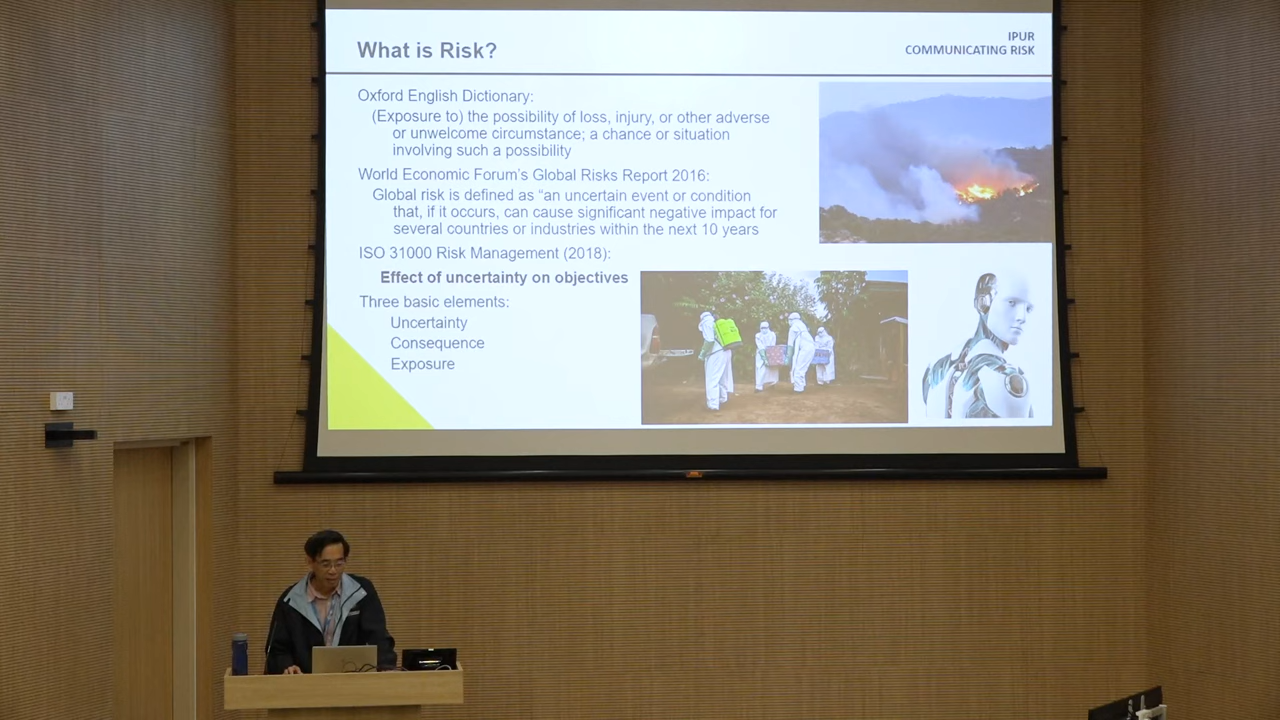 What is Risk?
IPUR
COMMUNICATING RISK
Oxford English Dictionary:
(Exposure to) the possibility of loss, injury, or other adverse
or unwelcome circumstance; a chance or situation
involving such a possibility
World Economic Forum's Global Risks Report 2016:
Global risk is defined as “an uncertain event or condition
that, if it occurs, can cause significant negative impact for
several countries or industries within the next 10 years
ISO 31000 Risk Management (2018):
Effect of uncertainty on objectives
Three basic elements:
Uncertainty
Consequence
Exposure